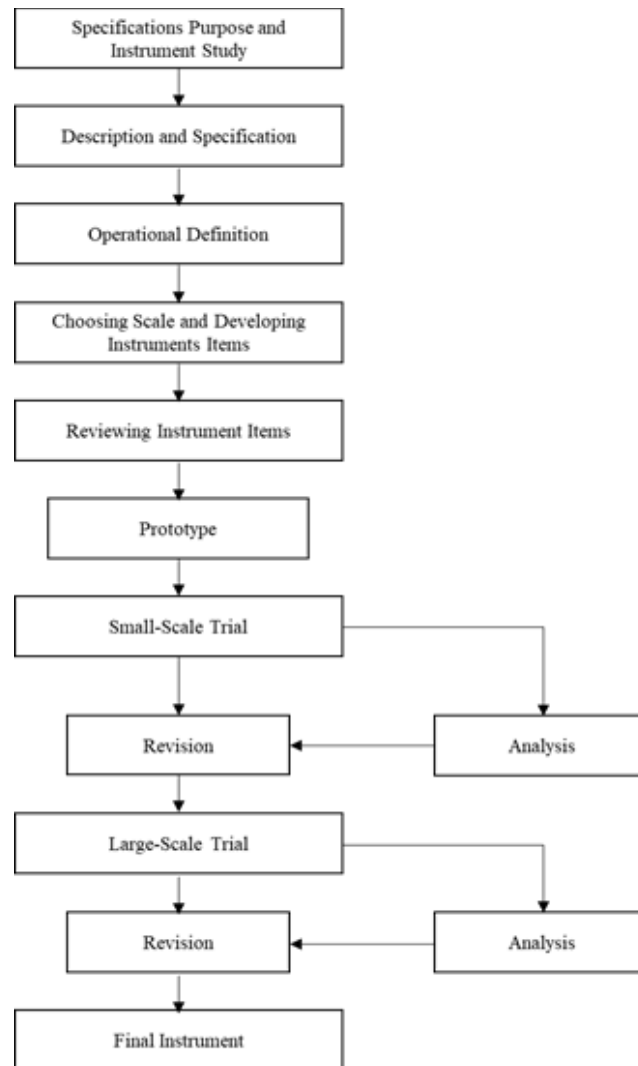 Specifications Purpose and
Instrument Study
Description and Specification
Operational Definition
Choosing Scale and Developing
Instruments Items
Reviewing Instrument Items
Prototype
Small-Scale Trial
Revision
Analysis
Large-Scale Trial
Revision
Analysis
Final Instrument